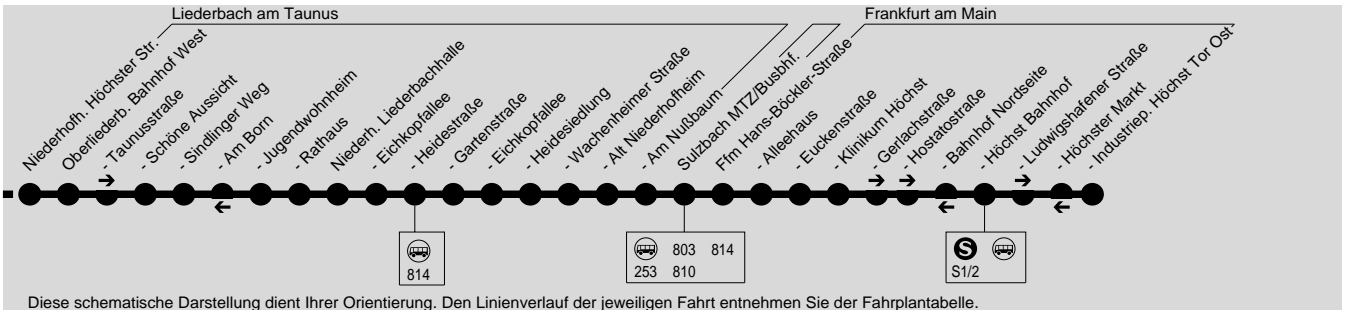 Liederbach am Taunus
Frankfurt am Main
Niederhofh. Höchster Str.
Oberliederb. Bahnhof West
- Taunusstraße
- Schöne Aussicht
- Sindlinger Weg
- Am Born
- Jugendwohnheim
- Rathaus
Niederh. Liederbachhalle
- Eichkopfallee
- Heidestraße
- Gartenstraße
- Eichkopfallee
- Heidesiedlung
- Wachenheimer Straße
- Alt Niederhofheim
- Am Nußbaum
Sulzbach MTZ/Busbhf.
Ffm Hans-Böckler-Straße
- Alleehaus
- Euckenstraße
- Klinikum Höchst
- Gerlachstraße
- Hostatostraße
- Bahnhof Nordseite
- Höchst Bahnhof
- Ludwigshafener Straße
- Höchster Markt
- Industriep. Höchst Tor Ost
814
803 814
253 810
S
S1/2
Diese schematische Darstellung dient Ihrer Orientierung. Den Linienverlauf der jeweiligen Fahrt entnehmen Sie der Fahrplantabelle.